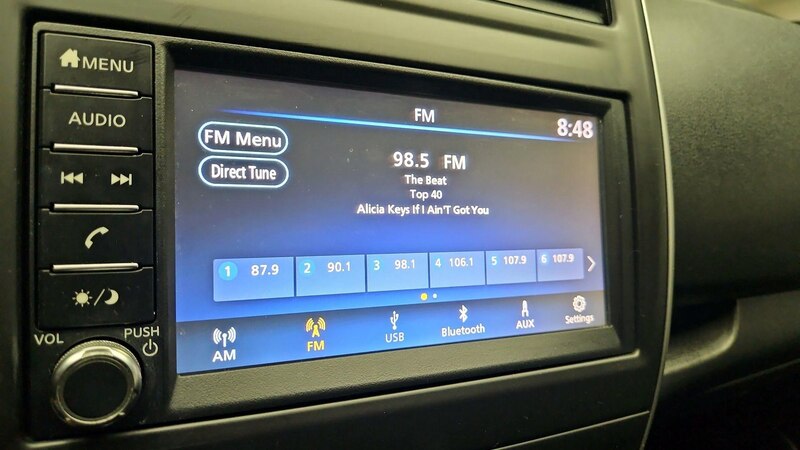 MENU
AUDIO
VOL
PUSH
FM
8:48
FM Menu
Direct Tune
98.5 FM
The Beat
Top 40
Alicia Keys If I Ain'T Got You
1 87.9
2 90.1
3 98.1
4 106.1
5 107.9
6 107.9
AM
FM
USB
Bluetooth
AUX
Settings